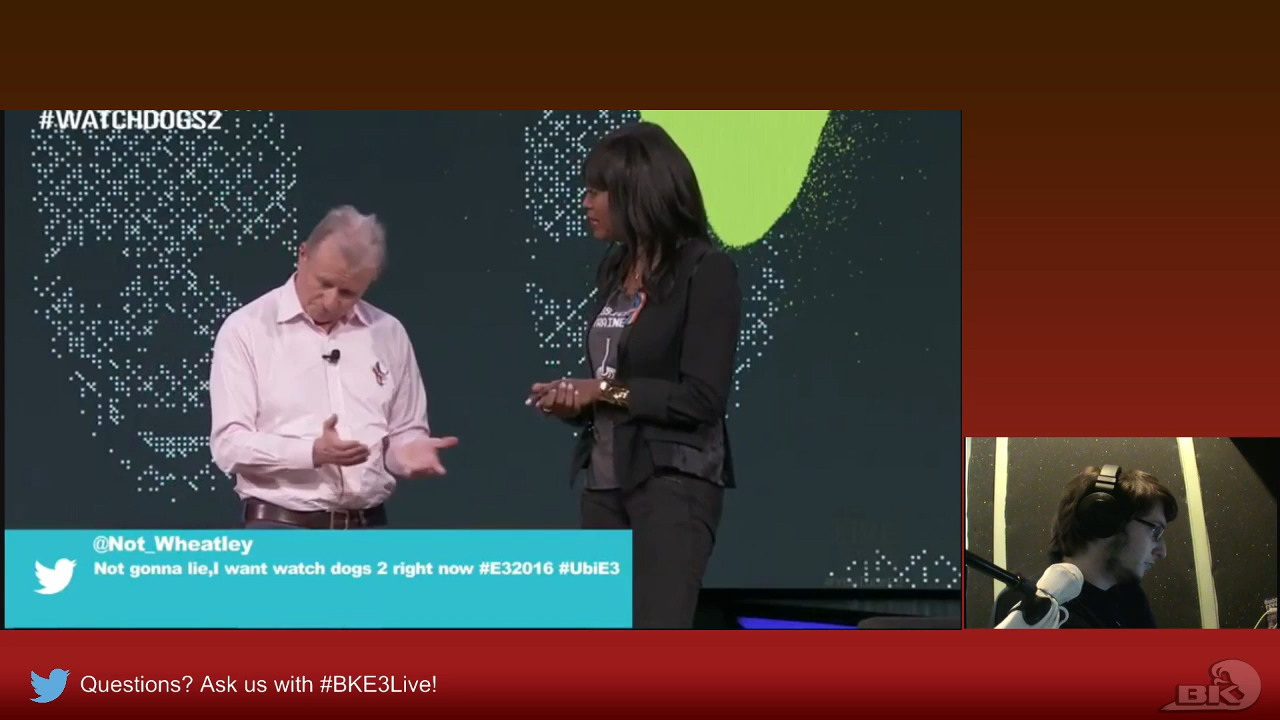 #WATCHDOGS2
@Not_Wheatley
Not gonna lie,I want watch dogs 2 right now #E32016 #UbiE3
Questions? Ask us with #BKE3Live!
BK